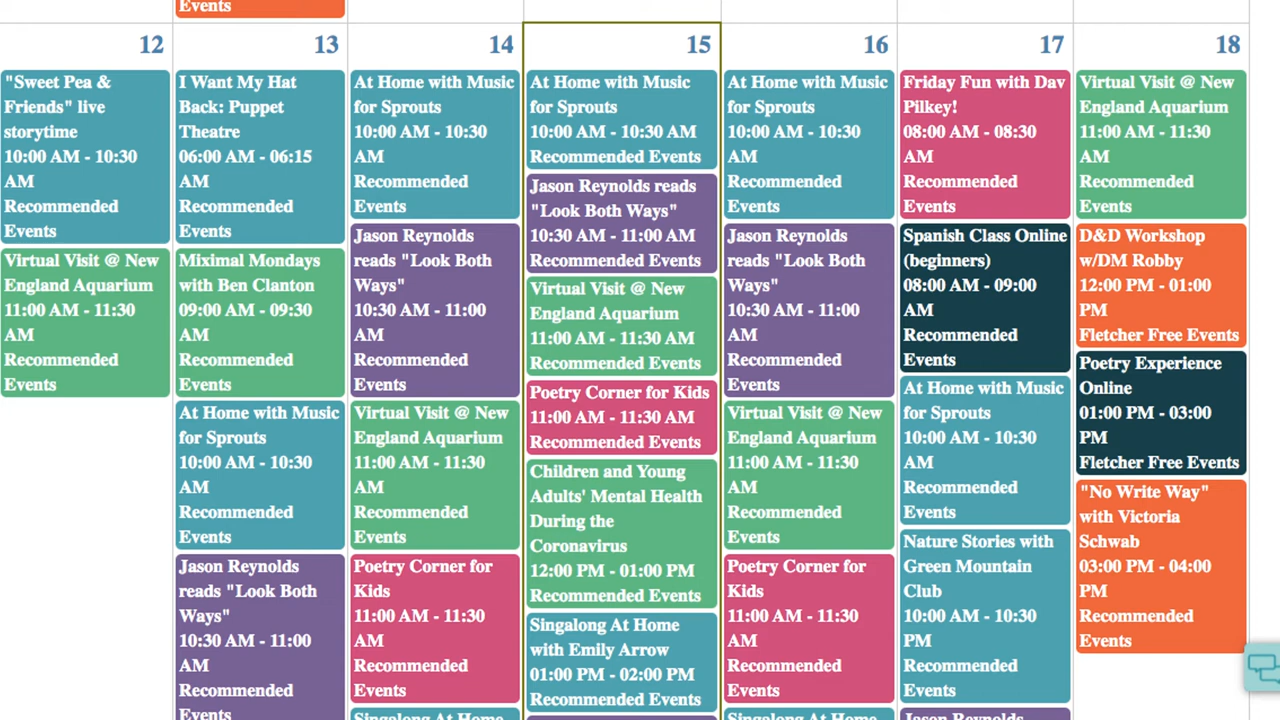 Events
12
13
14
15
16
17
18
"Sweet Pea &
Friends" live
storytime
10:00 AM - 10:30
AM
Recommended
Events
Virtual Visit @ New
England Aquarium
11:00 AM - 11:30
AM
Recommended
Events
I Want My Hat
Back: Puppet
Theatre
06:00 AM - 06:15
AM
Recommended
Events
Miximal Mondays
with Ben Clanton
09:00 AM - 09:30
AM
Recommended
Events
At Home with Music
for Sprouts
10:00 AM - 10:30
AM
Recommended
Events
Jason Reynolds
reads "Look Both
Ways"
10:30 AM - 11:00
AM
Recommended
Events
At Home with Music
for Sprouts
10:00 AM - 10:30
AM
Recommended
Events
Jason Reynolds
reads "Look Both
Ways"
10:30 AM - 11:00
AM
Recommended
Events
Virtual Visit @ New
England Aquarium
11:00 AM - 11:30
AM
Recommended
Events
Poetry Corner for
Kids
11:00 AM - 11:30
AM
Recommended
Events
Singalong At Home
At Home with Music
for Sprouts
10:00 AM - 10:30 AM
Recommended Events
Jason Reynolds reads
"Look Both Ways"
10:30 AM - 11:00 AM
Recommended Events
Virtual Visit @ New
England Aquarium
11:00 AM - 11:30 AM
Recommended Events
Poetry Corner for Kids
11:00 AM - 11:30 AM
Recommended Events
Children and Young
Adults' Mental Health
During the
Coronavirus
12:00 PM - 01:00 PM
Recommended Events
Singalong At Home
with Emily Arrow
01:00 PM - 02:00 PM
Recommended Events
At Home with Music
for Sprouts
10:00 AM - 10:30
AM
Recommended
Events
Jason Reynolds
reads "Look Both
Ways"
10:30 AM - 11:00
AM
Recommended
Events
Virtual Visit @ New
England Aquarium
11:00 AM - 11:30
AM
Recommended
Events
Poetry Corner for
Kids
11:00 AM - 11:30
AM
Recommended
Events
Singalong At Home
Friday Fun with Dav
Pilkey!
08:00 AM - 08:30
AM
Recommended
Events
Spanish Class Online
(beginners)
08:00 AM - 09:00
AM
Recommended
Events
At Home with Music
for Sprouts
10:00 AM - 10:30
AM
Recommended
Events
Nature Stories with
Green Mountain
Club
10:00 AM - 10:30
PM
Recommended
Events
Jason Reynolds
Virtual Visit @ New
England Aquarium
11:00 AM - 11:30
AM
Recommended
Events
D&D Workshop
w/DM Robby
12:00 PM - 01:00
PM
Fletcher Free Events
Poetry Experience
Online
01:00 PM - 03:00
PM
Fletcher Free Events
"No Write Way"
with Victoria
Schwab
03:00 PM - 04:00
PM
Recommended
Events